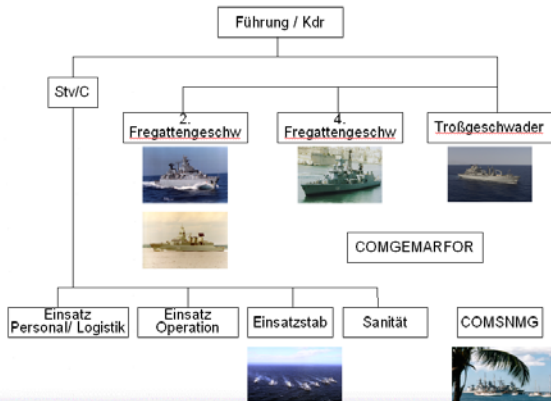 Führung / Kdr
Stv/C
2.
Fregattengeschw
4.
Fregattengeschw
Troßgeschwader
COMGEMARFOR
Einsatz
Personal/ Logistik
Einsatz
Operation
Einsatzstab
Sanität
COMSNMG